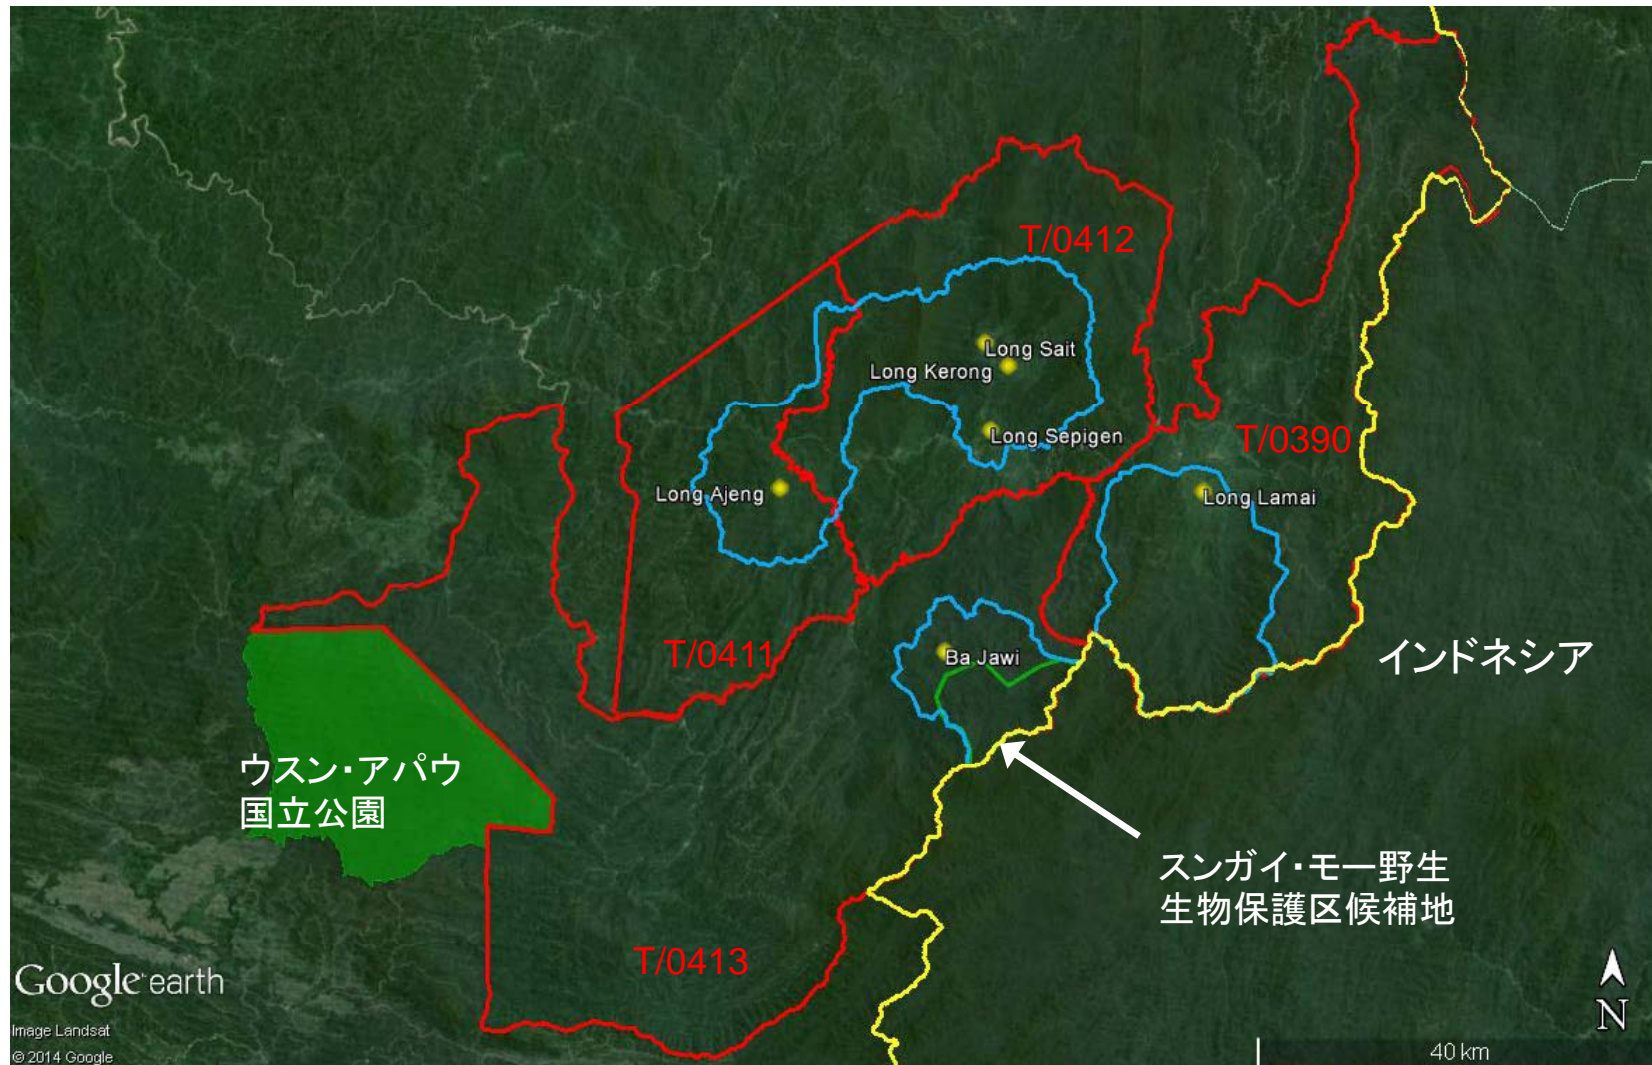 T/0412
Long Sait
Long Kerong
T/0390
Long Sepigen
Long Ajeng
Long Lamai
T/0411
Ba Jawi
インドネシア
ウスン・アパウ
国立公園
スンガイ・モー野生
生物保護区候補地
T/0413
Google earth
N
Image Landsat
© 2014 Google
40 km